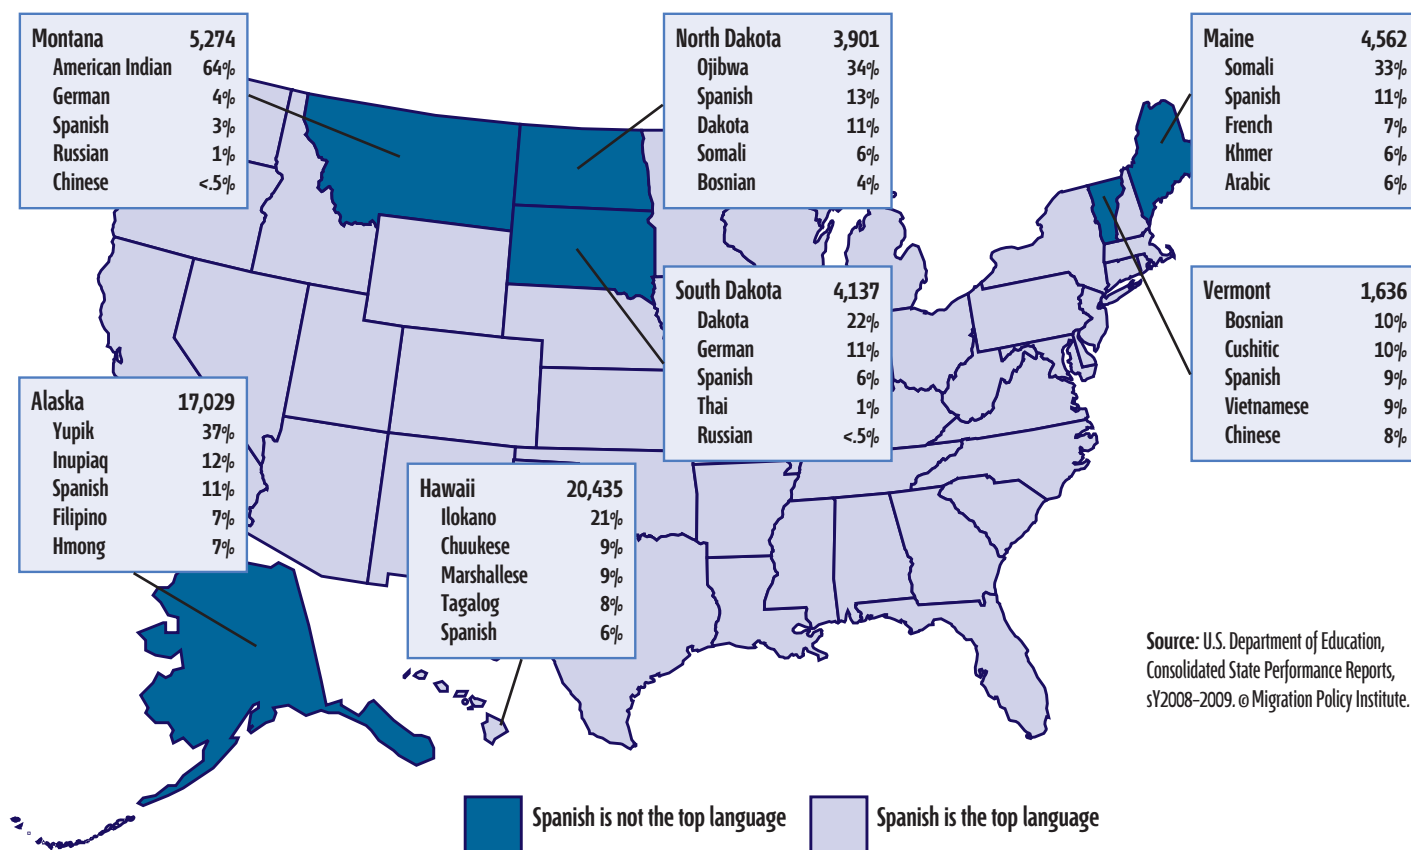 Montana 5,274
American Indian 64%
German 4%
Spanish 3%
Russian 1%
Chinese <.5%
North Dakota 3,901
Ojibwa 34%
Spanish 13%
Dakota 11%
Somali 6%
Bosnian 4%
Maine 4,562
Somali 33%
Spanish 11%
French 7%
Khmer 6%
Arabic 6%
South Dakota 4,137
Dakota 22%
German 11%
Spanish 6%
Thai 1%
Russian <.5%
Vermont 1,636
Bosnian 10%
Cushitic 10%
Spanish 9%
Vietnamese 9%
Chinese 8%
Alaska 17,029
Yupik 37%
Inupiaq 12%
Spanish 11%
Filipino 7%
Hmong 7%
Hawaii 20,435
Ilokano 21%
Chuukese 9%
Marshallese 9%
Tagalog 8%
Spanish 6%
Source: U.S. Department of Education,
Consolidated State Performance Reports,
sY2008–2009. © Migration Policy Institute.
Spanish is not the top language
Spanish is the top language